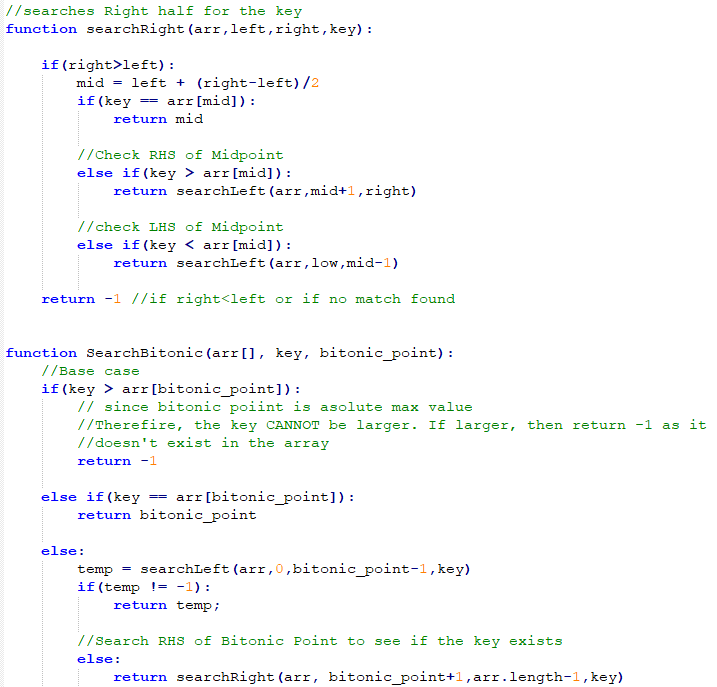 //searches Right half for the key
function searchRight(arr,left,right,key):
if(right>left):
mid = left + (right-left)/2
if(key == arr[mid]):
return mid
//Check RHS of Midpoint
else if(key > arr[mid]):
return searchLeft(arr,mid+1,right)
//check LHS of Midpoint
else if(key < arr[mid]):
return searchLeft(arr,low,mid-1)
return -1 //if right<left or if no match found
function SearchBitonic(arr[], key, bitonic_point):
//Base case
if(key > arr[bitonic_point]):
// since bitonic poiint is asolute max value
//Therefire, the key CANNOT be larger. If larger, then return -1 as it
//doesn't exist in the array
return -1
else if(key == arr[bitonic_point]):
return bitonic_point
else:
temp = searchLeft(arr,0,bitonic_point-1,key)
if(temp != -1):
return temp;
//Search RHS of Bitonic Point to see if the key exists
else:
return searchRight(arr, bitonic_point+1,arr.length-1,key)